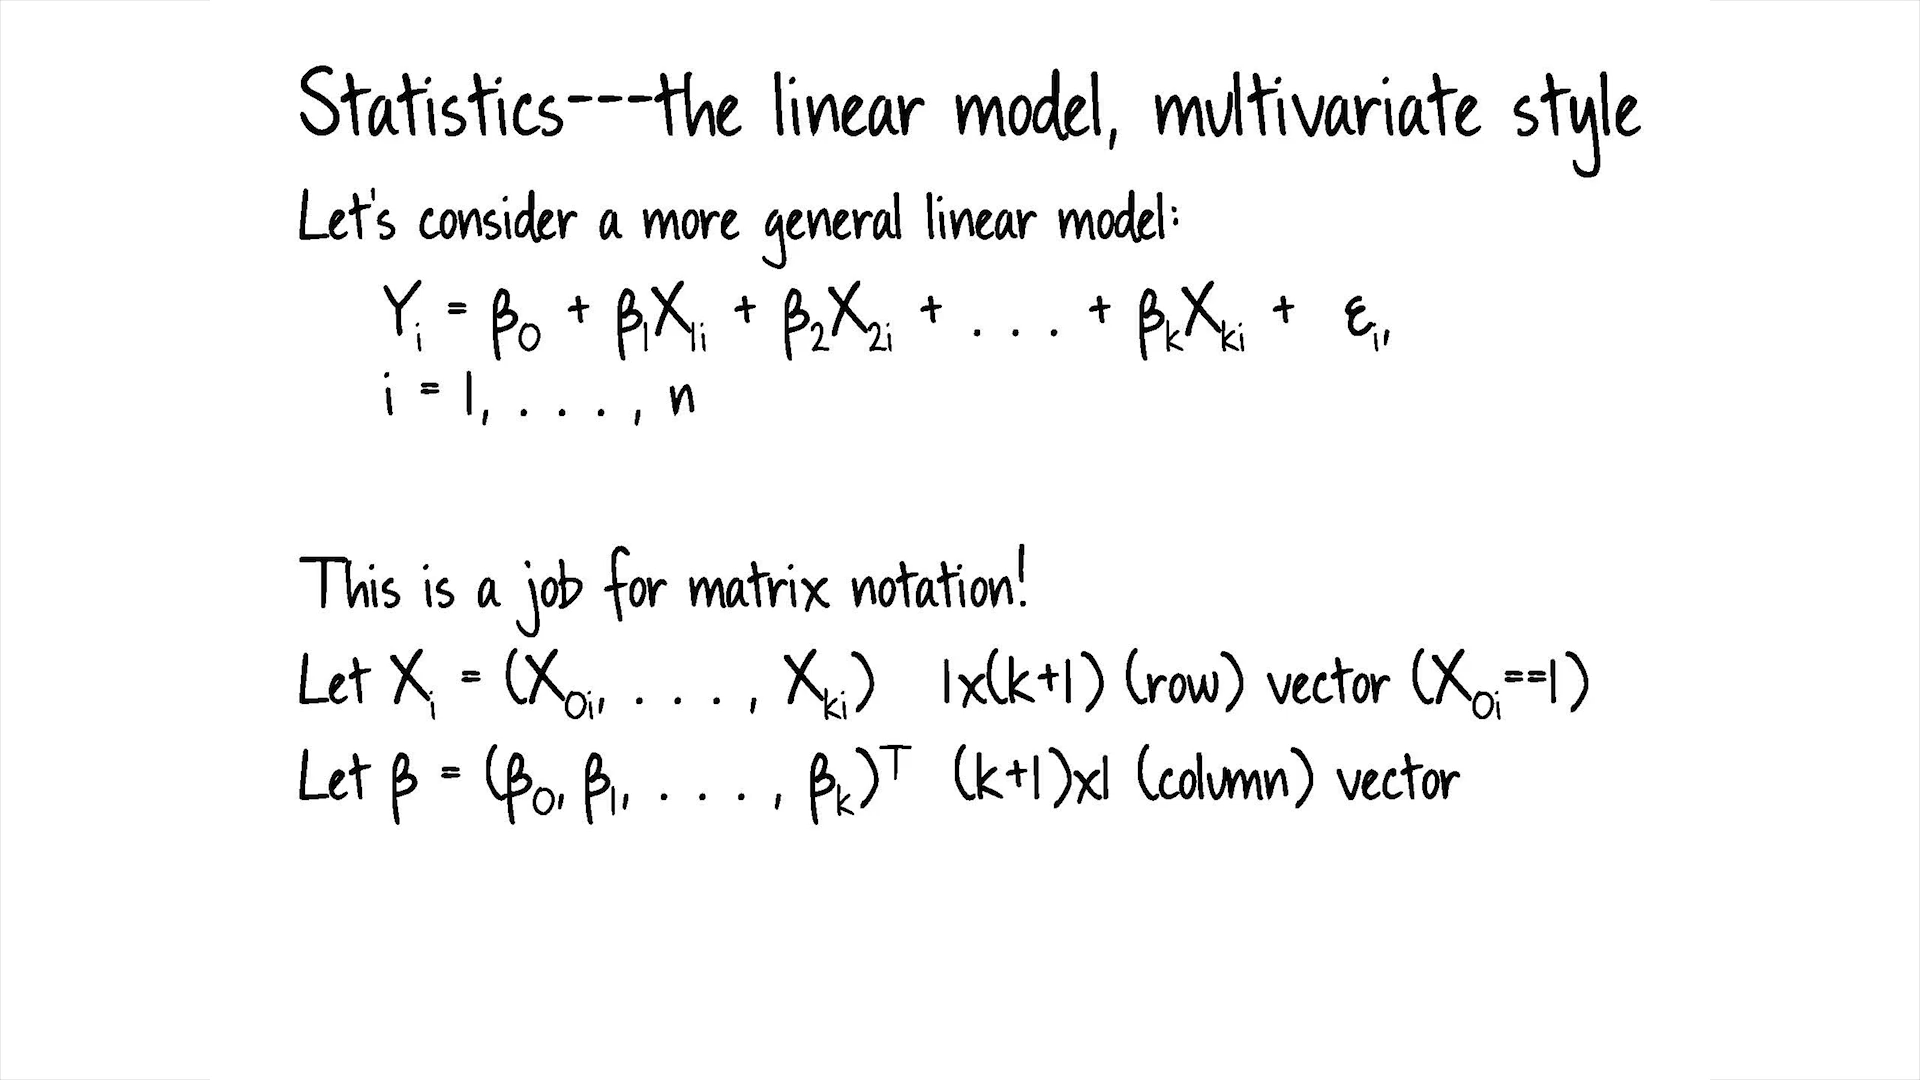 Statistics---the linear model, multivariate style
Let's consider a more general linear model:
Yᵢ = β₀ + β₁X₁ᵢ + β₂X₂ᵢ + . . . + βₖXₖᵢ + εᵢ,
i = 1, . . . , n
This is a job for matrix notation!
Let Xᵢ = (X₀ᵢ, . . . , Xₖᵢ) 1x(k+1) (row) vector (X₀ᵢ==1)
Let β = (β₀, β₁, . . . , βₖ)ᵀ (k+1)x1 (column) vector